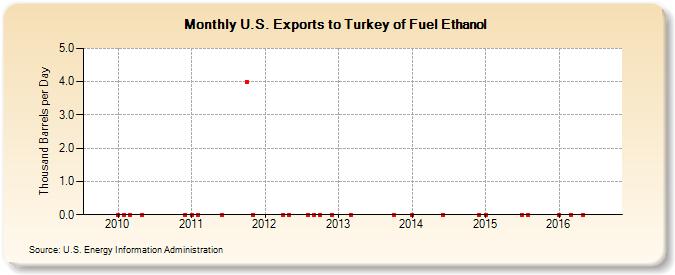 Monthly U.S. Exports to Turkey of Fuel Ethanol
Thousand Barrels per Day
5.0
4.0
3.0
2.0
1.0
0.0
2010 2011 2012 2013 2014 2015 2016
Source: U.S. Energy Information Administration